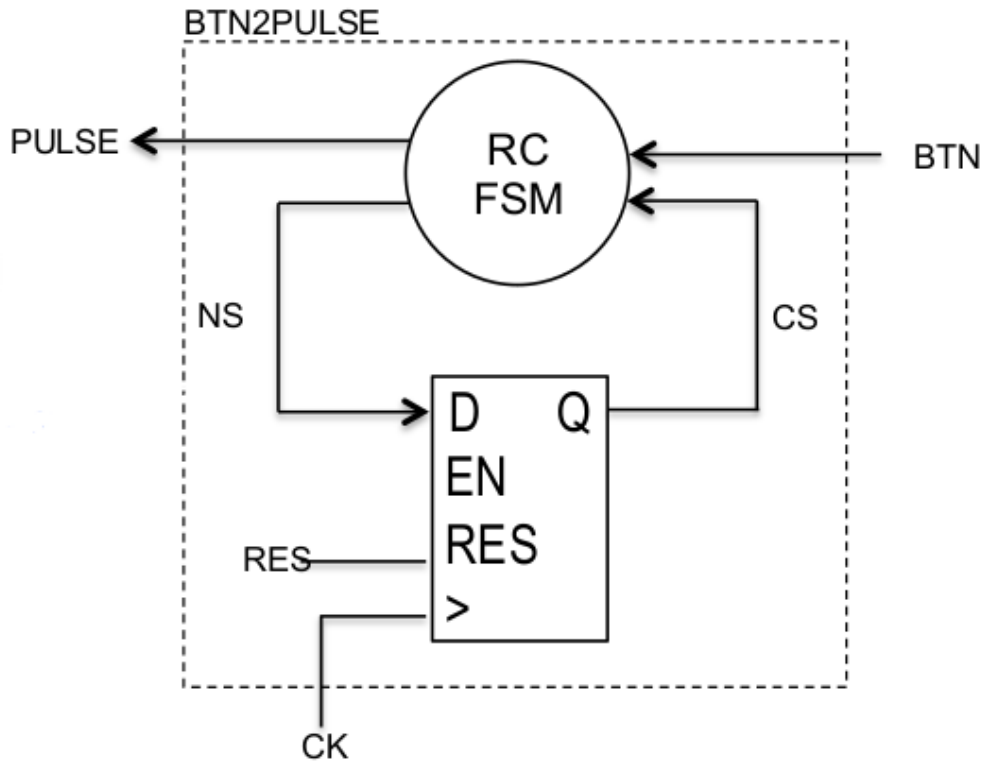 BTN2PULSE
PULSE
RC
FSM
BTN
NS
CS
D Q
EN
RES
RES
>
CK